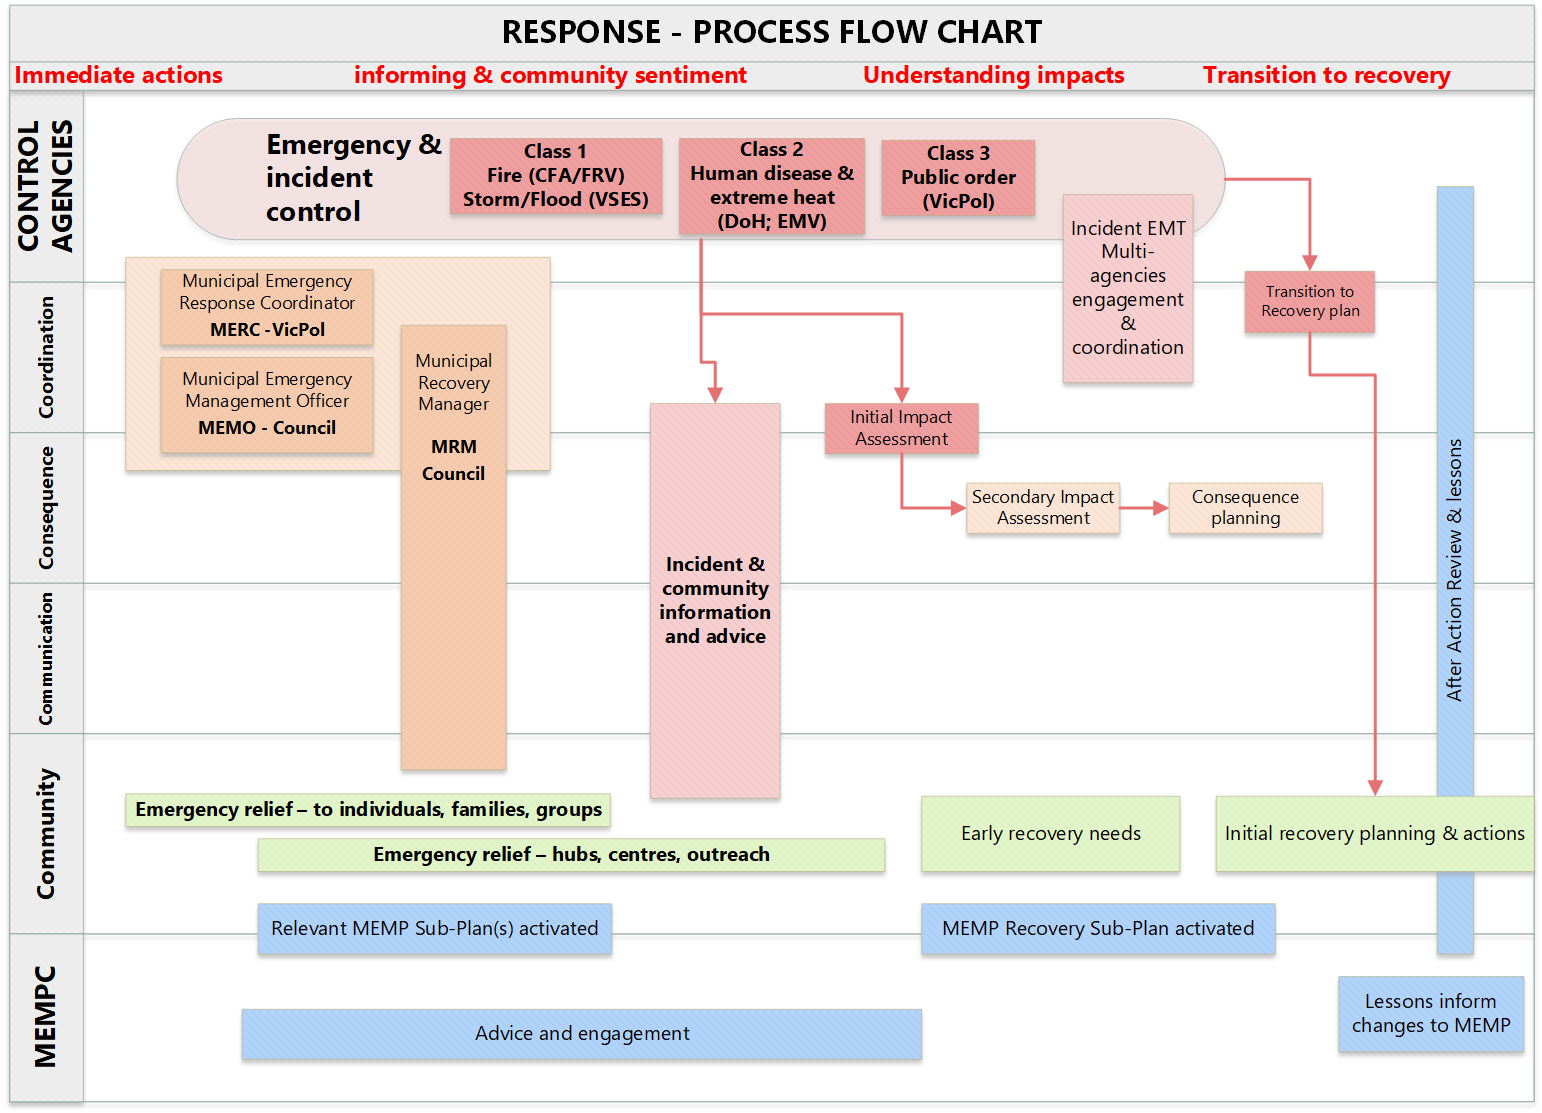 RESPONSE - PROCESS FLOW CHART
Immediate actions
informing & community sentiment
Understanding impacts
Transition to recovery
CONTROL
AGENCIES
Emergency &
incident
control
Class 1
Fire (CFA/FRV)
Storm/Flood (VSES)
Class 2
Human disease &
extreme heat
(DoH; EMV)
Class 3
Public order
(VicPol)
Incident EMT
Multi-
agencies
engagement
&
coordination
Transition to
Recovery plan
Coordination
Municipal Emergency
Response Coordinator
MERC -VicPol
Municipal Emergency
Management Officer
MEMO - Council
Municipal
Recovery
Manager
MRM
Council
Initial Impact
Assessment
Consequence
Secondary Impact
Assessment
Consequence
planning
Incident &
community
information
and advice
After Action Review & lessons
Communication
Community
Emergency relief – to individuals, families, groups
Emergency relief – hubs, centres, outreach
Early recovery needs
Initial recovery planning & actions
Relevant MEMP Sub-Plan(s) activated
MEMP Recovery Sub-Plan activated
MEMPC
Advice and engagement
Lessons inform
changes to MEMP